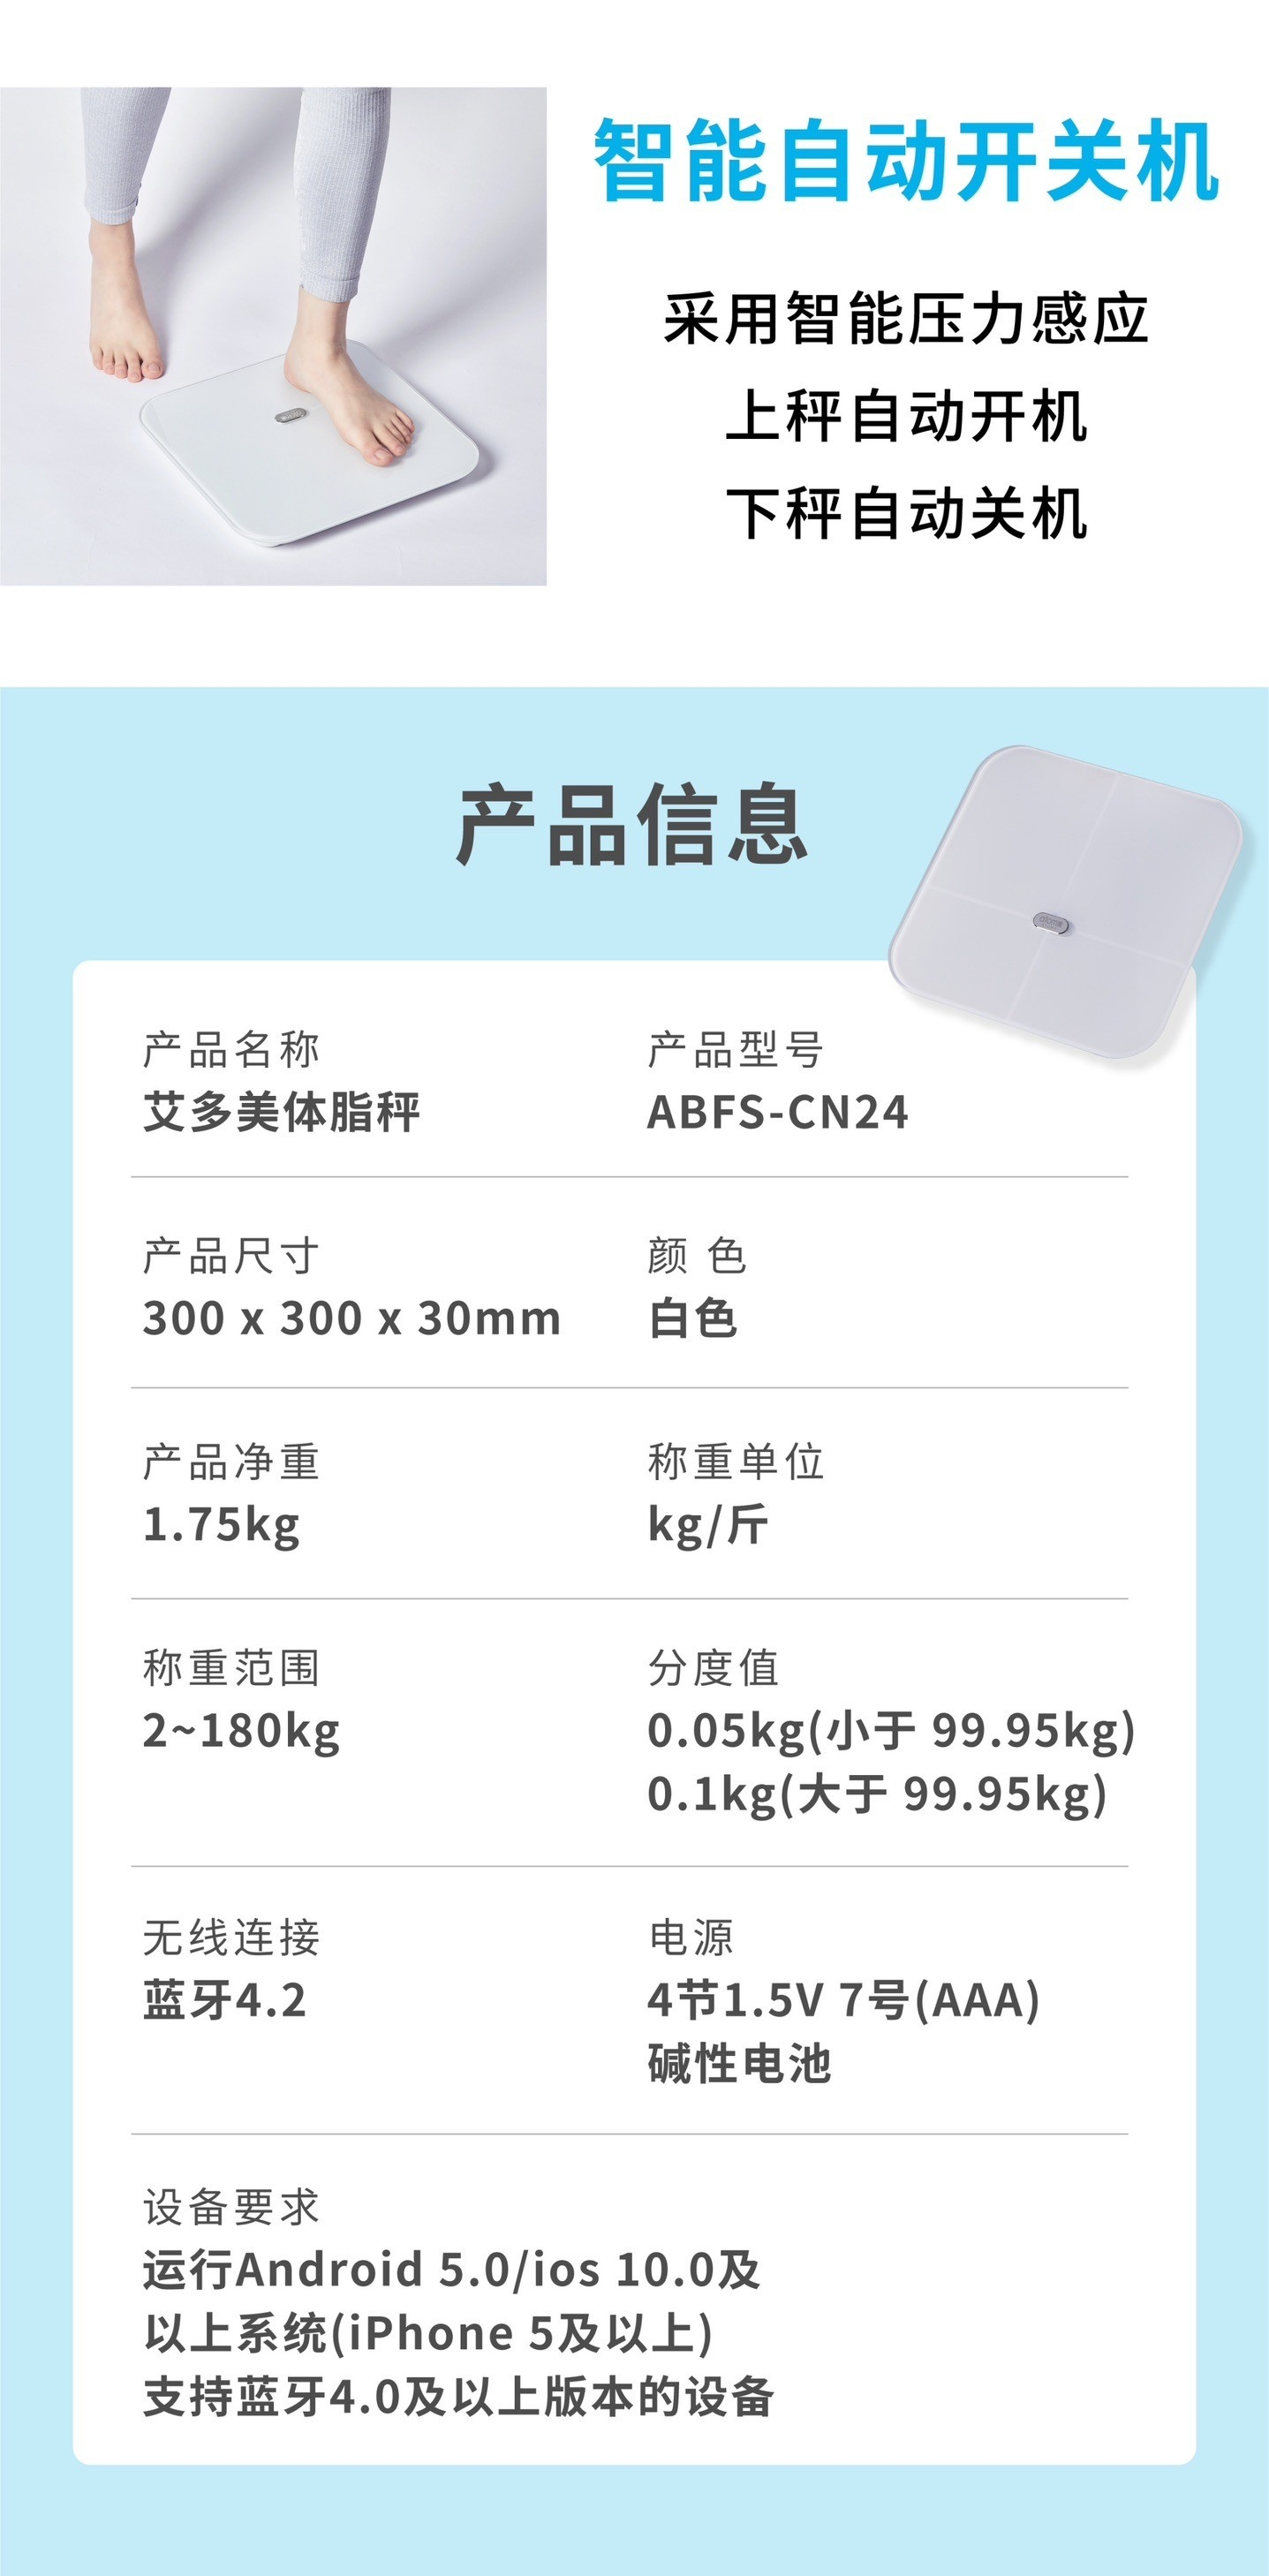 智能自动开关机
采用智能压力感应
上秤自动开机
下秤自动关机
产品信息
产品名称
艾多美体脂秤
产品型号
ABFS-CN24
产品尺寸
300 x 300 x 30mm
颜 色
白色
产品净重
1.75kg
称重单位
kg/斤
称重范围
2~180kg
分度值
0.05kg(小于 99.95kg)
0.1kg(大于 99.95kg)
无线连接
蓝牙4.2
电源
4节1.5V 7号(AAA)
碱性电池
设备要求
运行Android 5.0/ios 10.0及
以上系统(iPhone 5及以上)
支持蓝牙4.0及以上版本的设备